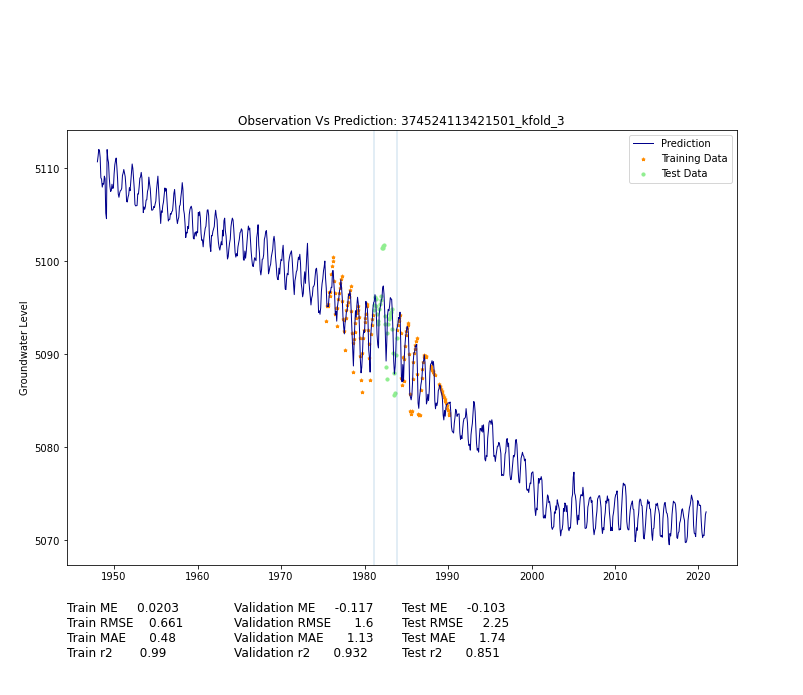 Observation Vs Prediction: 374524113421501_kfold_3
Prediction
Training Data
Test Data
Groundwater Level
5110
5100
5090
5080
5070
1950 1960 1970 1980 1990 2000 2010 2020
Train ME 0.0203 Validation ME -0.117 Test ME -0.103
Train RMSE 0.661 Validation RMSE 1.6 Test RMSE 2.25
Train MAE 0.48 Validation MAE 1.13 Test MAE 1.74
Train r2 0.99 Validation r2 0.932 Test r2 0.851